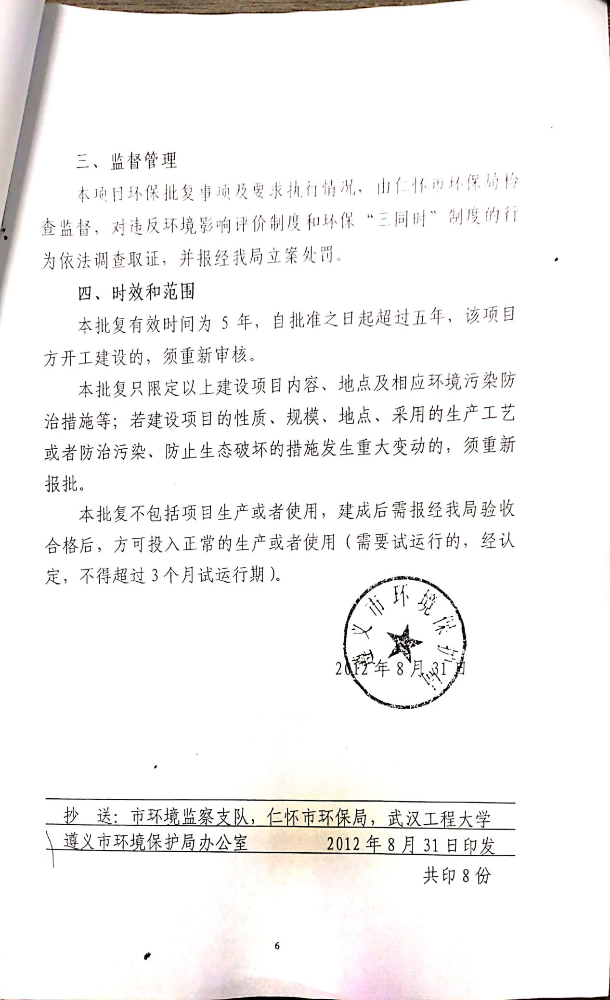 三、监督管理
本项目环保批复事项及要求执行情况，由仁怀市环保局检
查监督，对违反环境影响评价制度和环保“三同时”制度的行
为依法调查取证，并报经我局立案处罚。
四、时效和范围
本批复有效时间为 5 年，自批准之日起超过五年，该项目
方开工建设的，须重新审核。
本批复只限定以上建设项目内容、地点及相应环境污染防
治措施等；若建设项目的性质、规模、地点、采用的生产工艺
或者防治污染、防止生态破坏的措施发生重大变动的，须重新
报批。
本批复不包括项目生产或者使用，建成后需报经我局验收
合格后，方可投入正常的生产或者使用（需要试运行的，经认
定，不得超过 3 个月试运行期）。
遵义市环境保护局
2012 年 8 月 31 日
抄　送：市环境监察支队，仁怀市环保局，武汉工程大学
遵义市环境保护局办公室　　2012 年 8 月 31 日印发
共印 8 份
6